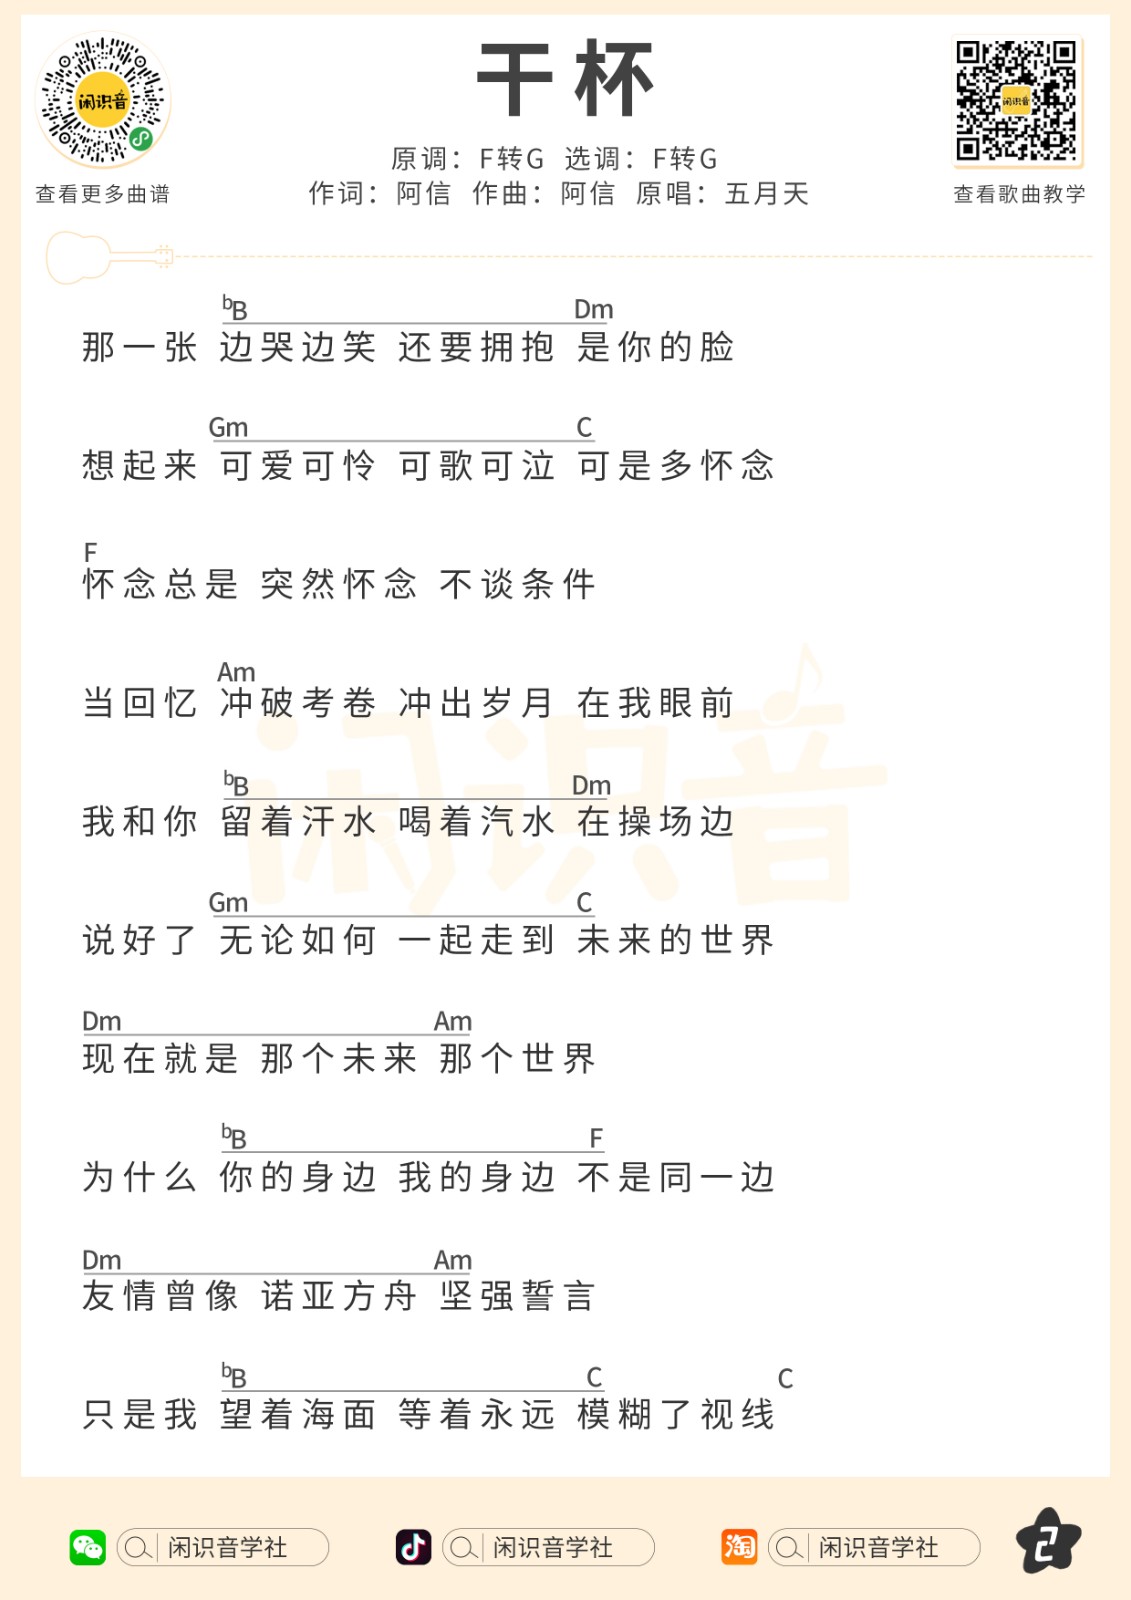 干杯
原调：F转G 选调：F转G
作词：阿信 作曲：阿信 原唱：五月天
闲识音
查看更多曲谱
闲识音
查看歌曲教学
bB Dm
那一张 边哭边笑 还要拥抱 是你的脸
Gm C
想起来 可爱可怜 可歌可泣 可是多怀念
F
怀念总是 突然怀念 不谈条件
Am
当回忆 冲破考卷 冲出岁月 在我眼前
bB Dm
我和你 留着汗水 喝着汽水 在操场边
Gm C
说好了 无论如何 一起走到 未来的世界
Dm Am
现在就是 那个未来 那个世界
bB F
为什么 你的身边 我的身边 不是同一边
Dm Am
友情曾像 诺亚方舟 坚强誓言
bB C C
只是我 望着海面 等着永远 模糊了视线
闲识音
闲识音学社 闲识音学社 淘 闲识音学社 2